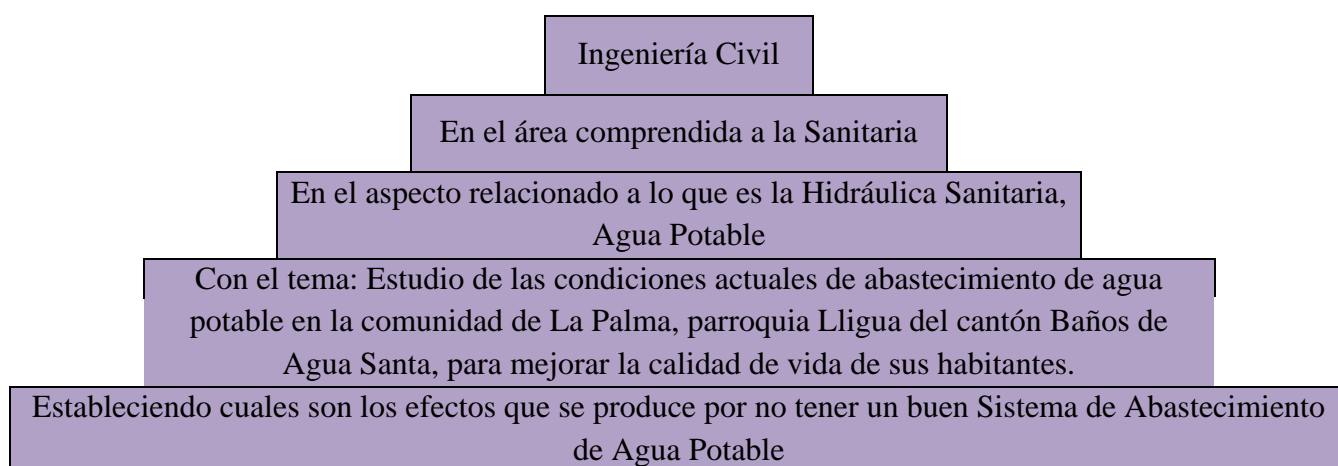 Ingeniería Civil
En el área comprendida a la Sanitaria
En el aspecto relacionado a lo que es la Hidráulica Sanitaria,
Agua Potable
Con el tema: Estudio de las condiciones actuales de abastecimiento de agua
potable en la comunidad de La Palma, parroquia Lligua del cantón Baños de
Agua Santa, para mejorar la calidad de vida de sus habitantes.
Estableciendo cuales son los efectos que se produce por no tener un buen Sistema de Abastecimiento
de Agua Potable